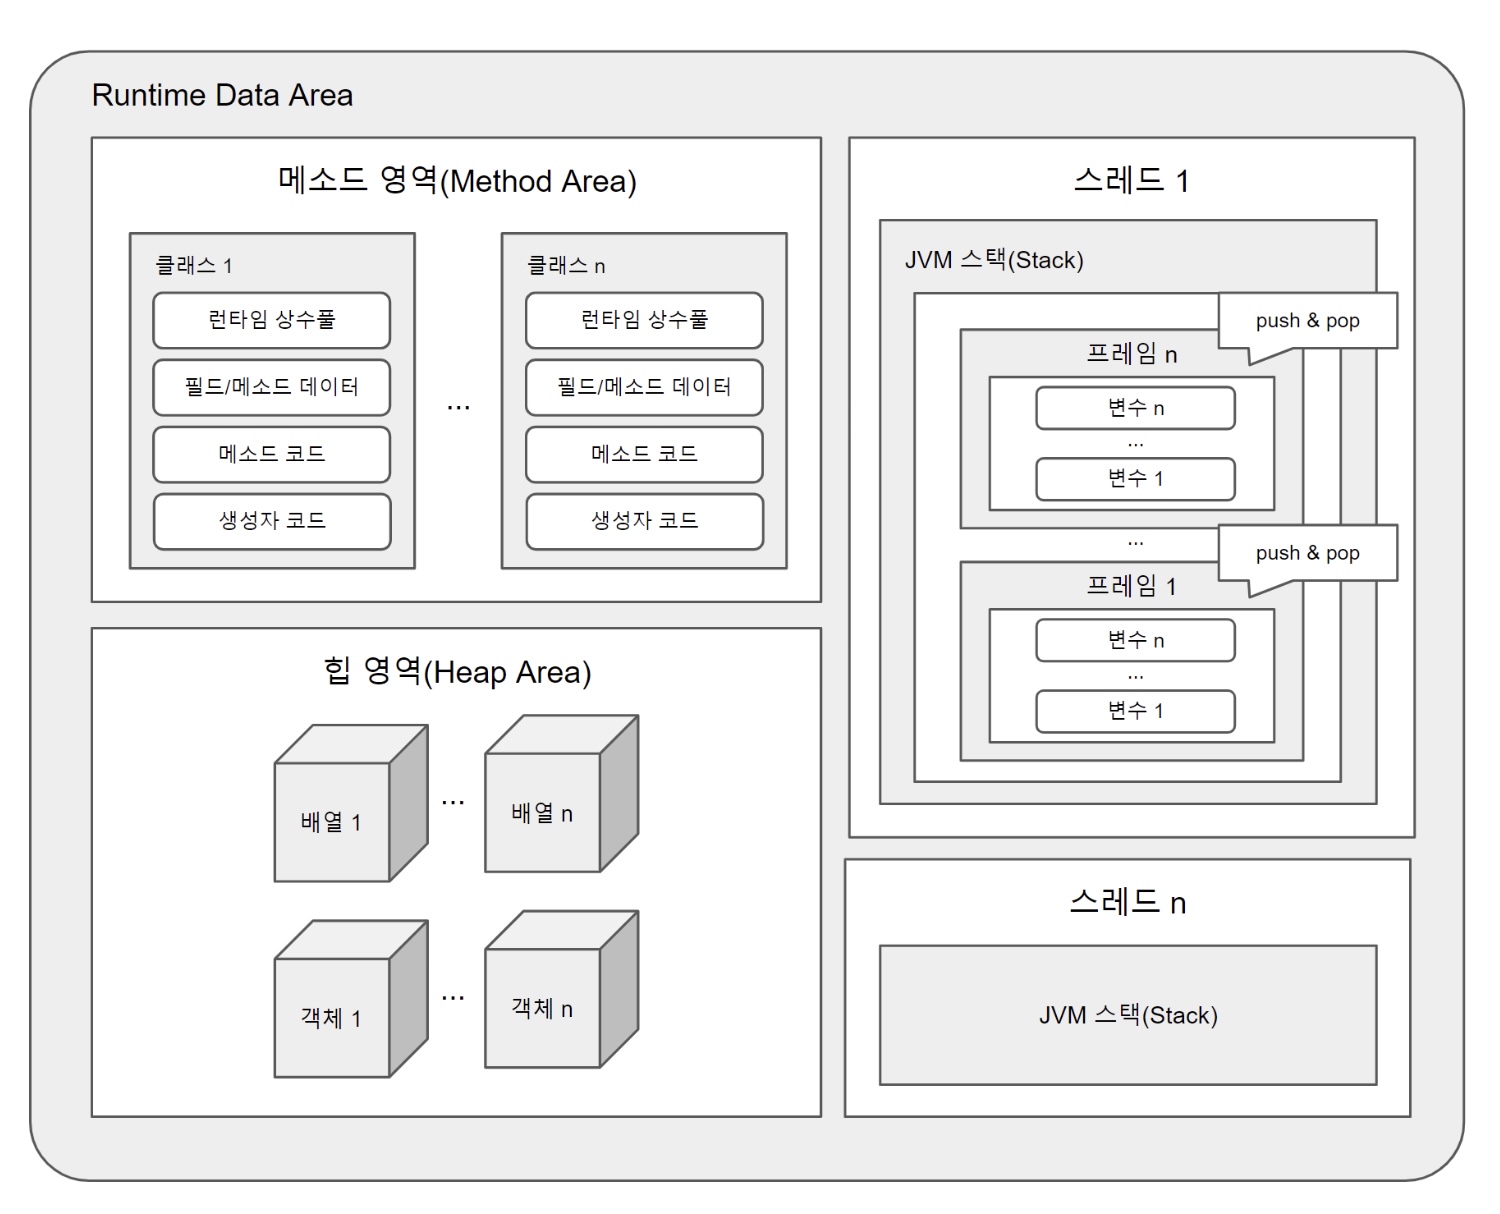 Runtime Data Area
메소드 영역(Method Area)
클래스 1
런타임 상수풀
필드/메소드 데이터
메소드 코드
생성자 코드
...
클래스 n
런타임 상수풀
필드/메소드 데이터
메소드 코드
생성자 코드
힙 영역(Heap Area)
배열 1
...
배열 n
객체 1
...
객체 n
스레드 1
JVM 스택(Stack)
push & pop
프레임 n
변수 n
...
변수 1
...
push & pop
프레임 1
변수 n
...
변수 1
스레드 n
JVM 스택(Stack)